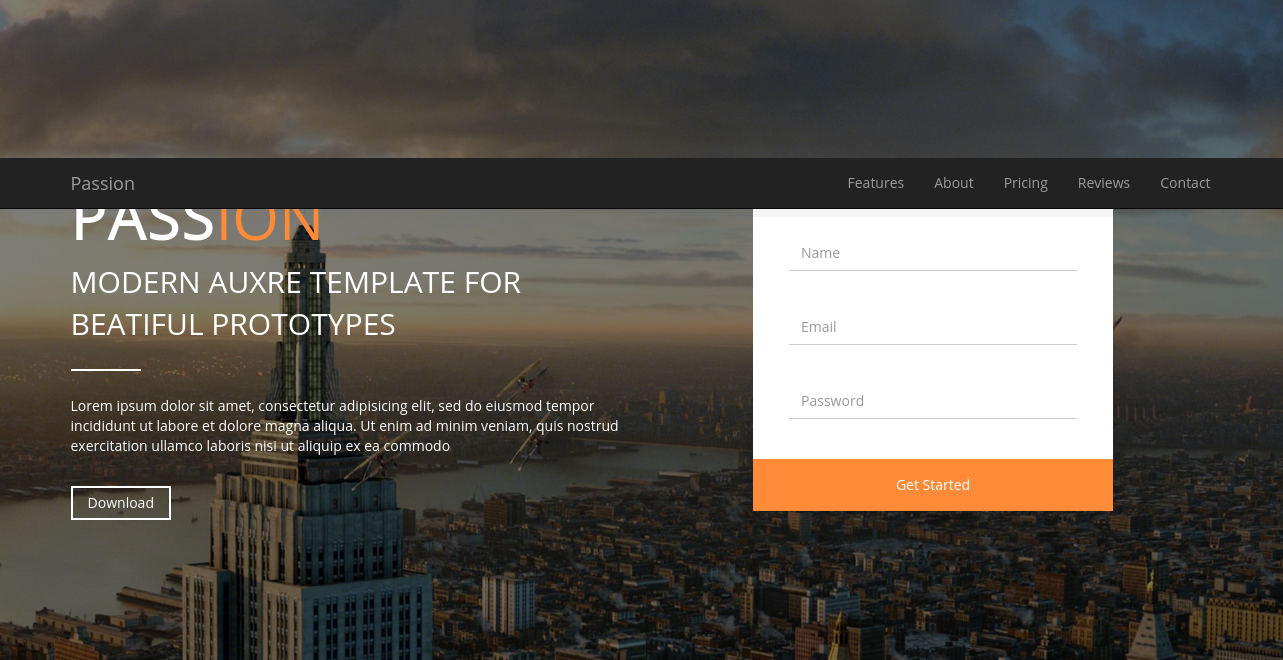 Passion
Features
About
Pricing
Reviews
Contact
PASSION
MODERN AUXRE TEMPLATE FOR
BEATIFUL PROTOTYPES
Lorem ipsum dolor sit amet, consectetur adipisicing elit, sed do eiusmod tempor
incididunt ut labore et dolore magna aliqua. Ut enim ad minim veniam, quis nostrud
exercitation ullamco laboris nisi ut aliquip ex ea commodo
Download
Name
Email
Password
Get Started